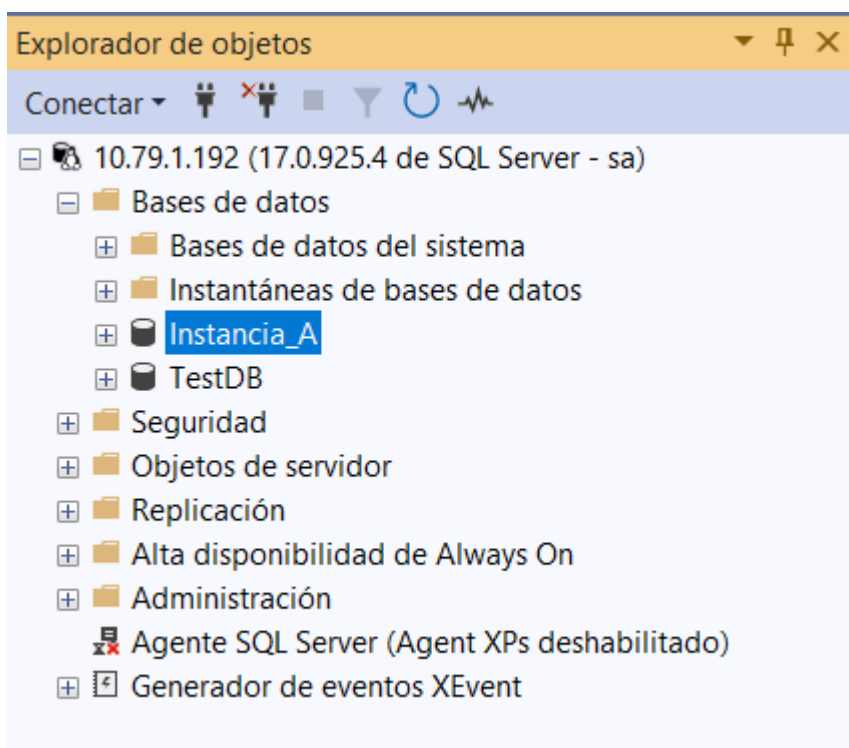 Explorador de objetos
Conectar
10.79.1.192 (17.0.925.4 de SQL Server - sa)
Bases de datos
Bases de datos del sistema
Instantáneas de bases de datos
Instancia_A
TestDB
Seguridad
Objetos de servidor
Replicación
Alta disponibilidad de Always On
Administración
Agente SQL Server (Agent XPs deshabilitado)
Generador de eventos XEvent